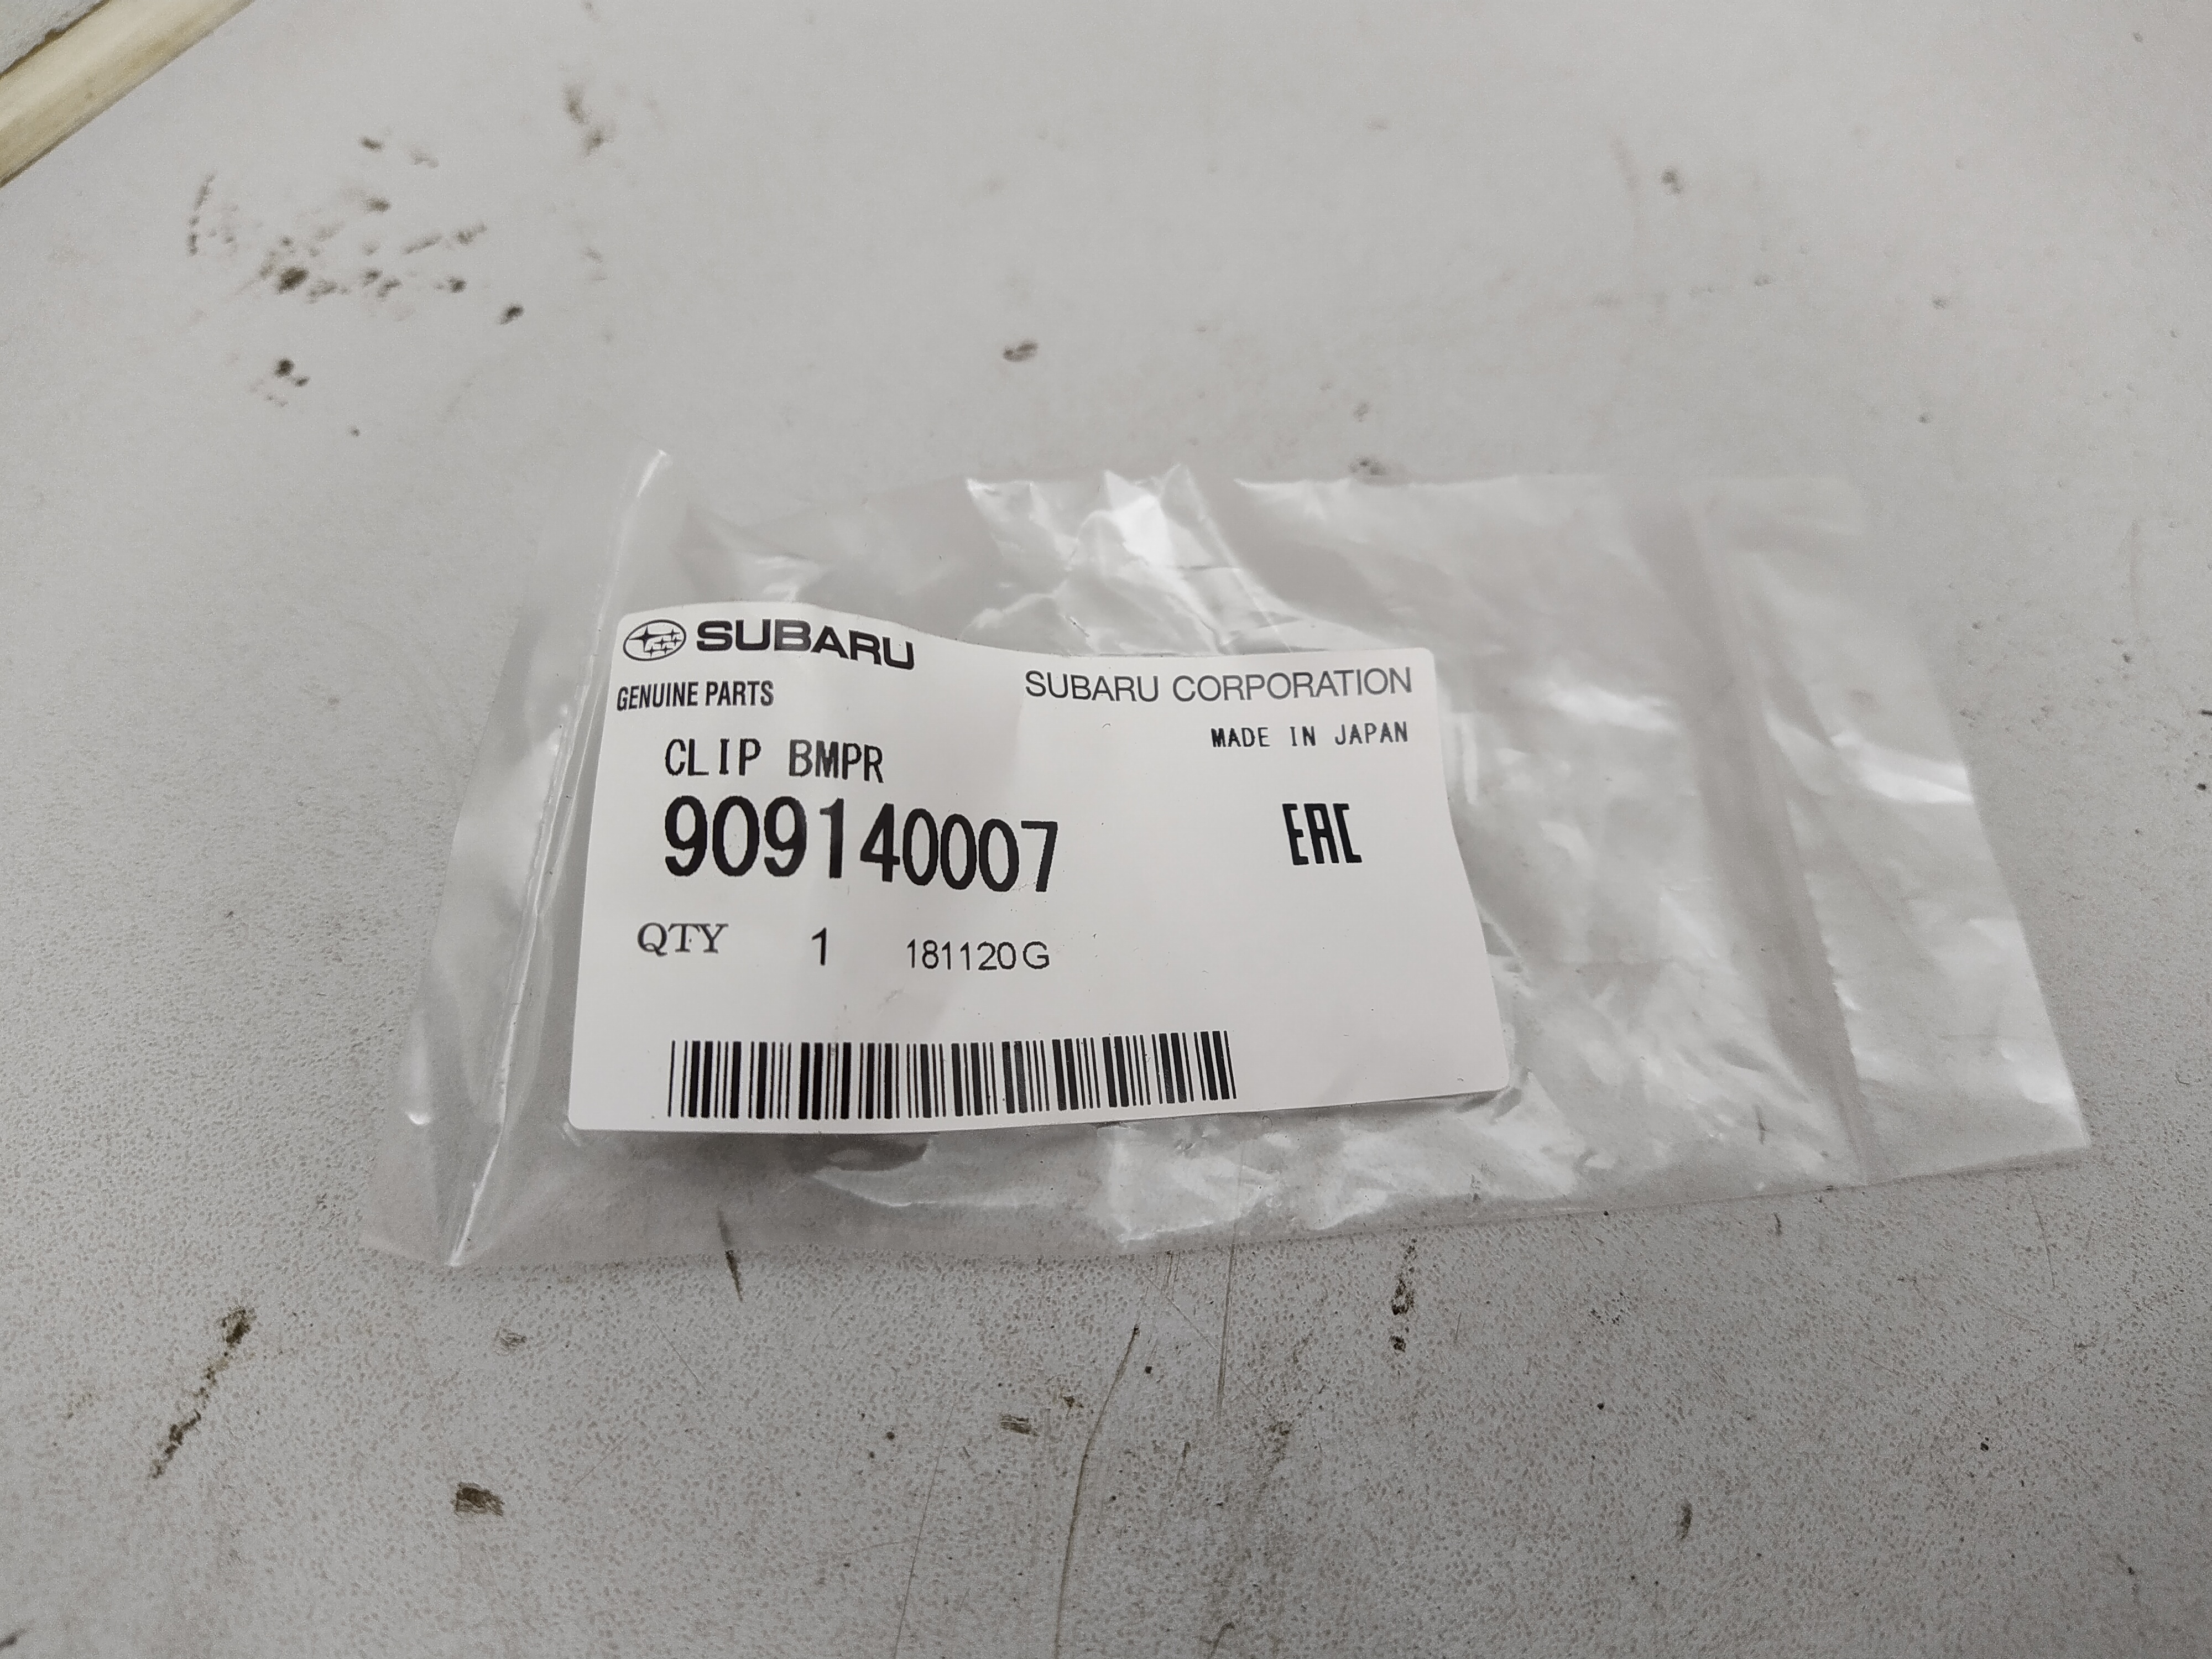 SUBARU
GENUINE PARTS
SUBARU CORPORATION
MADE IN JAPAN
CLIP BMPR
909140007
EAC
QTY 1 181120G